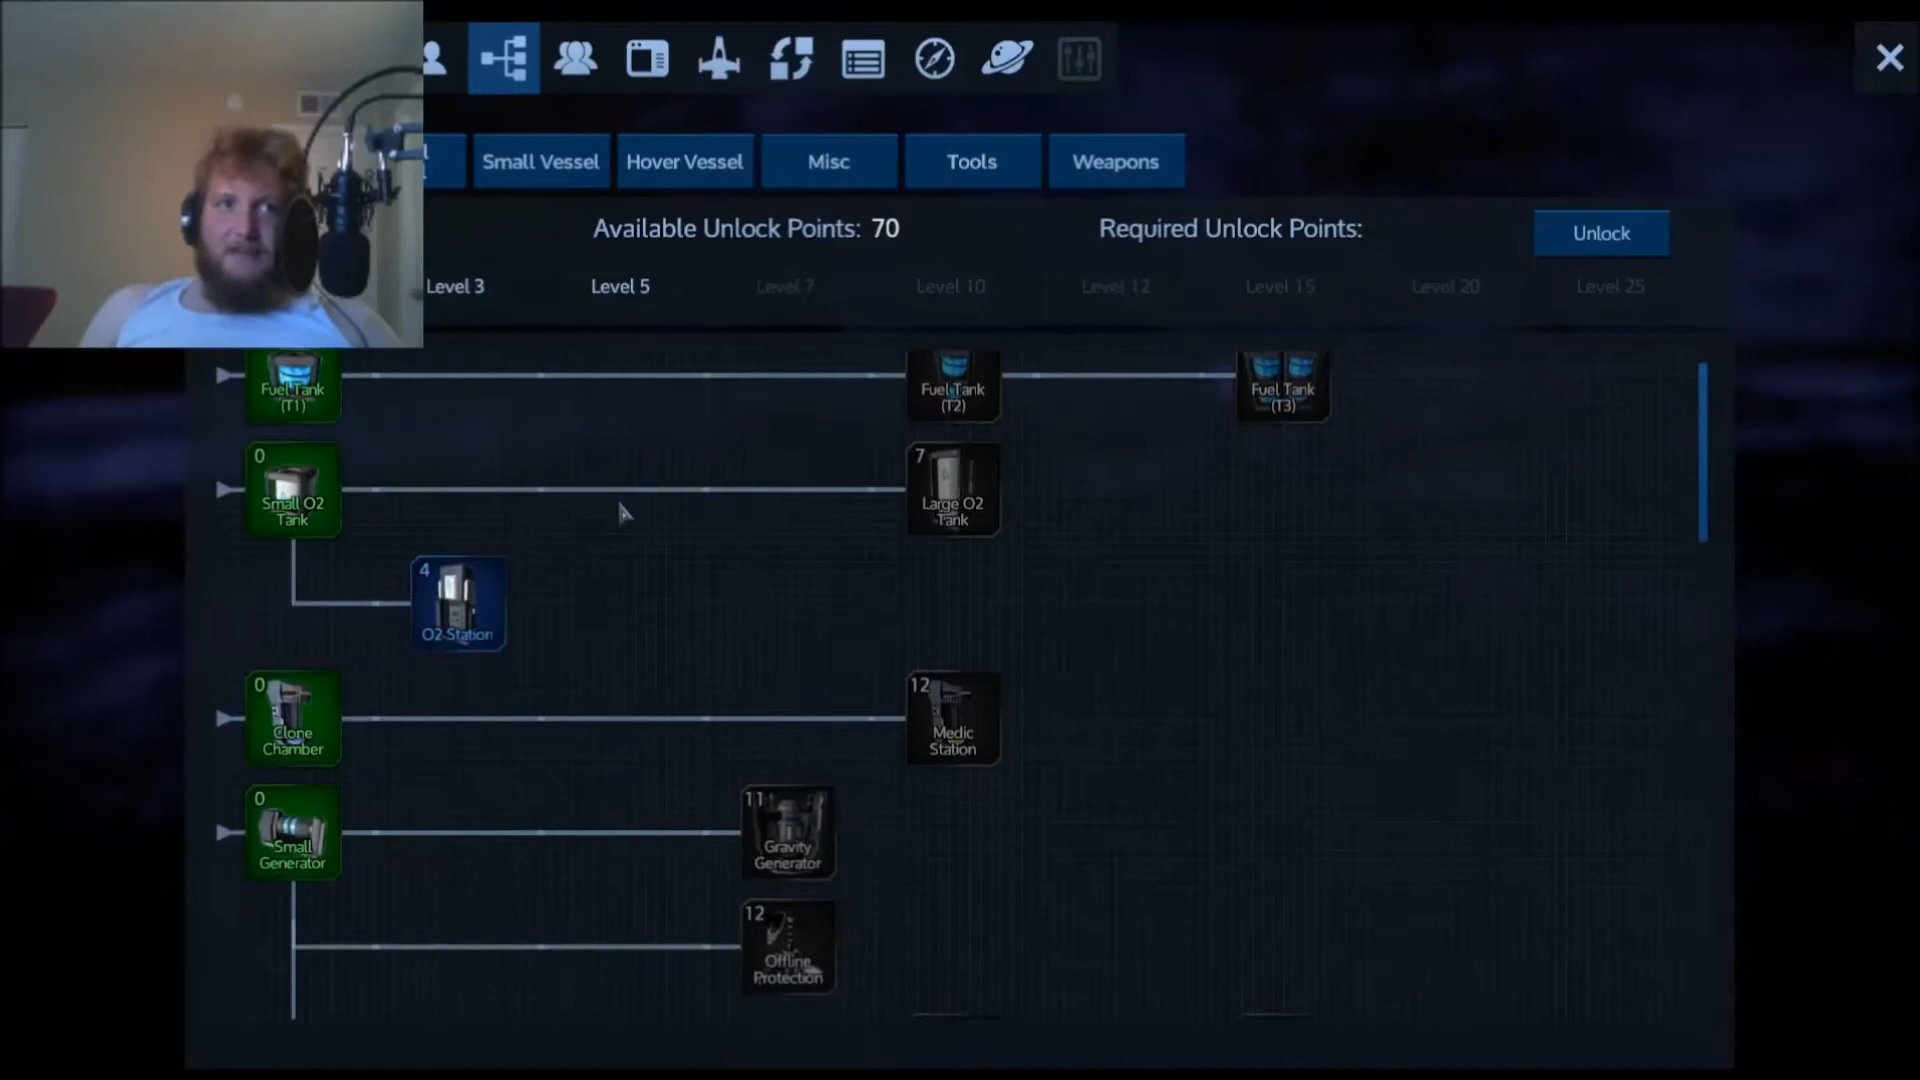 Small Vessel
Hover Vessel
Misc
Tools
Weapons
Available Unlock Points: 70
Required Unlock Points:
Unlock
Level 3
Level 5
Level 7
Level 10
Level 12
Level 15
Level 20
Level 25
Fuel Tank
(T1)
Fuel Tank
(T2)
Fuel Tank
(T3)
0
Small O2
Tank
7
Large O2
Tank
4
O2 Station
0
Clone
Chamber
12
Medic
Station
0
Small
Generator
11
Gravity
Generator
12
Offline
Protection